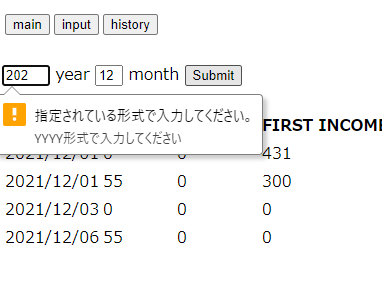 main input history
202 year 12 month Submit
指定されている形式で入力してください。
YYYY形式で入力してください
FIRST INCOME
2021/12/01 0 0 431
2021/12/01 55 0 300
2021/12/03 0 0 0
2021/12/06 55 0 0